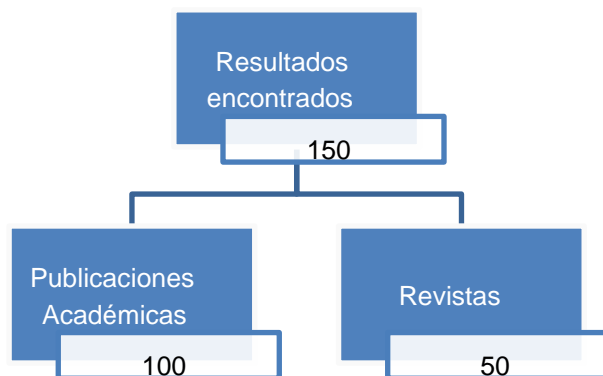 Resultados
encontrados
150
Publicaciones
Académicas
100
Revistas
50